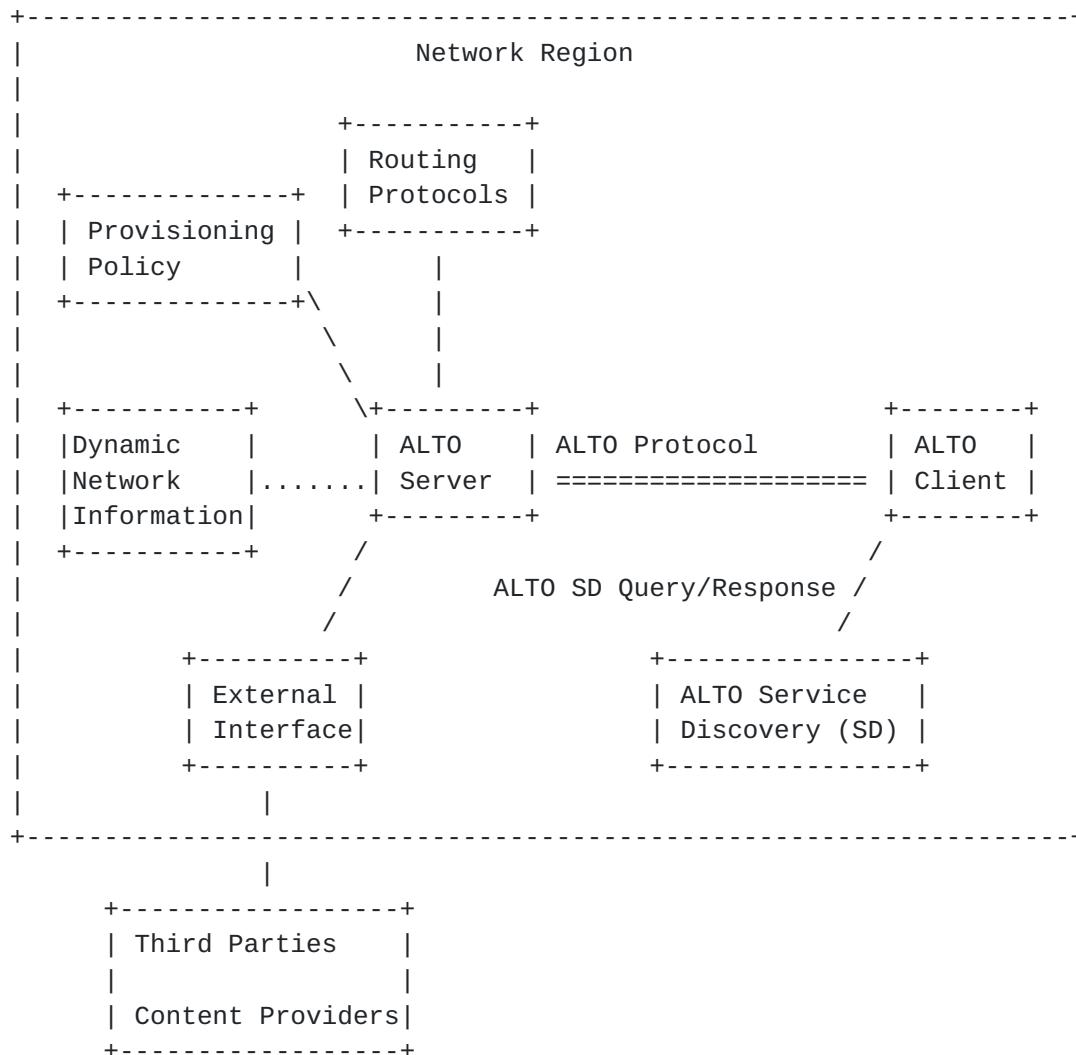 Network Region
Routing
Protocols
Provisioning
Policy
Dynamic
Network
Information
ALTO
Server
ALTO Protocol
====================
ALTO
Client
ALTO SD Query/Response
External
Interface
ALTO Service
Discovery (SD)
Third Parties
Content Providers